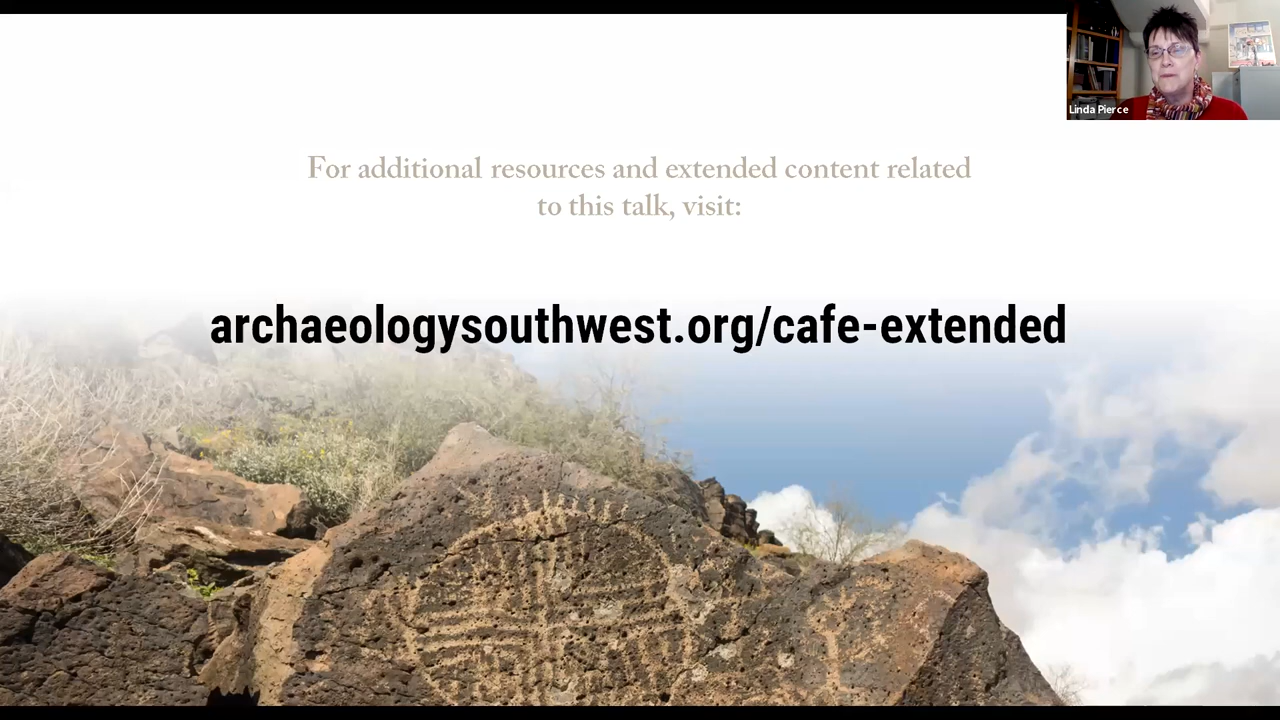 Linda Pierce
For additional resources and extended content related
to this talk, visit:
archaeologysouthwest.org/cafe-extended